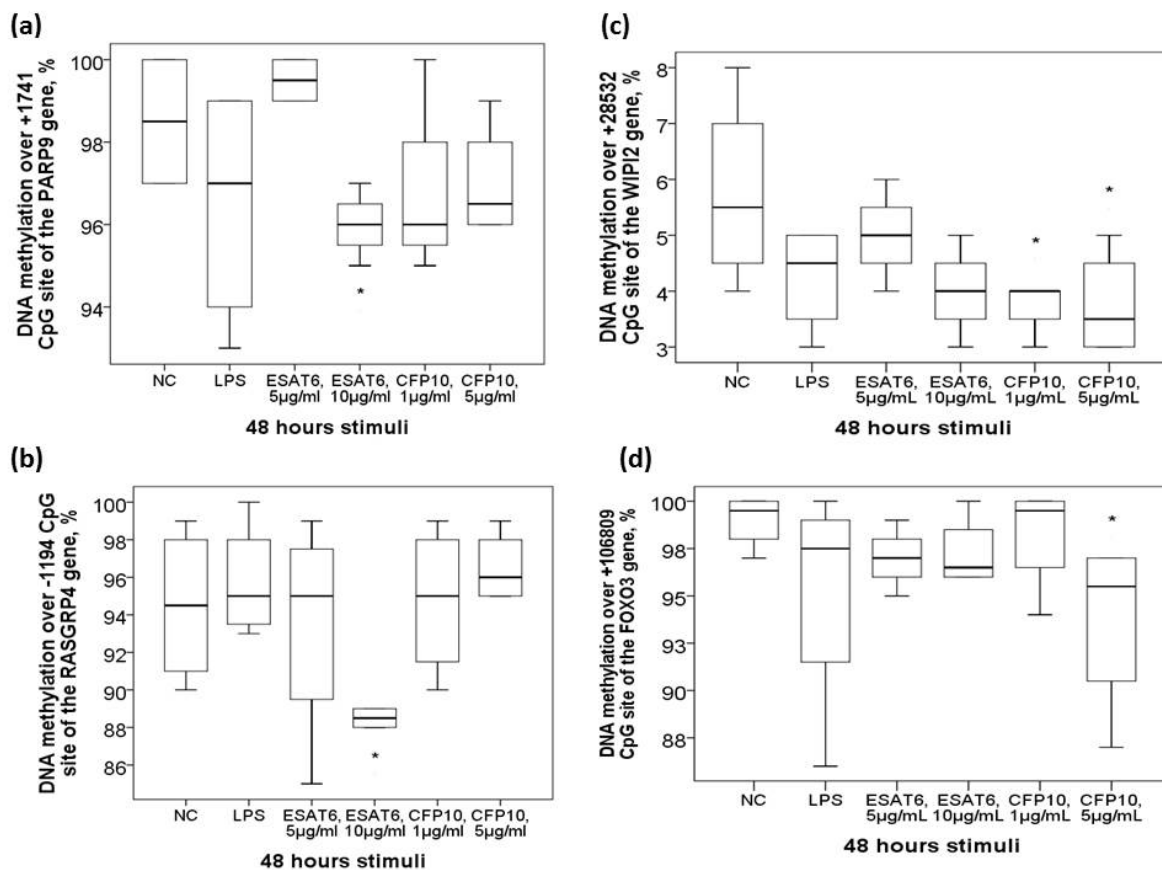 (a)
DNA methylation over +1741
CpG site of the PARP9 gene, %
100
98
96
94
*
NC
LPS
ESAT6, 5µg/ml
ESAT6, 10µg/ml
CFP10, 1µg/ml
CFP10, 5µg/ml
48 hours stimuli
(c)
DNA methylation over +28532
CpG site of the WIPI2 gene, %
8
7
6
5
4
3
*
*
NC
LPS
ESAT6, 5µg/mL
ESAT6, 10µg/mL
CFP10, 1µg/mL
CFP10, 5µg/mL
48 hours stimuli
(b)
DNA methylation over -1194 CpG
site of the RASGRP4 gene, %
100
98
96
94
92
90
88
86
*
NC
LPS
ESAT6, 5µg/ml
ESAT6, 10µg/ml
CFP10, 1µg/ml
CFP10, 5µg/ml
48 hours stimuli
(d)
DNA methylation over +106809
CpG site of the FOXO3 gene, %
100
98
95
93
90
88
*
NC
LPS
ESAT6, 5µg/mL
ESAT6, 10µg/mL
CFP10, 1µg/mL
CFP10, 5µg/mL
48 hours stimuli